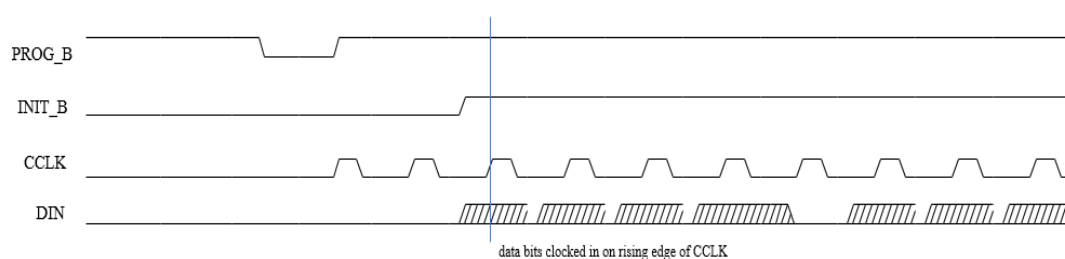 PROG_B
INIT_B
CCLK
DIN
data bits clocked in on rising edge of CCLK